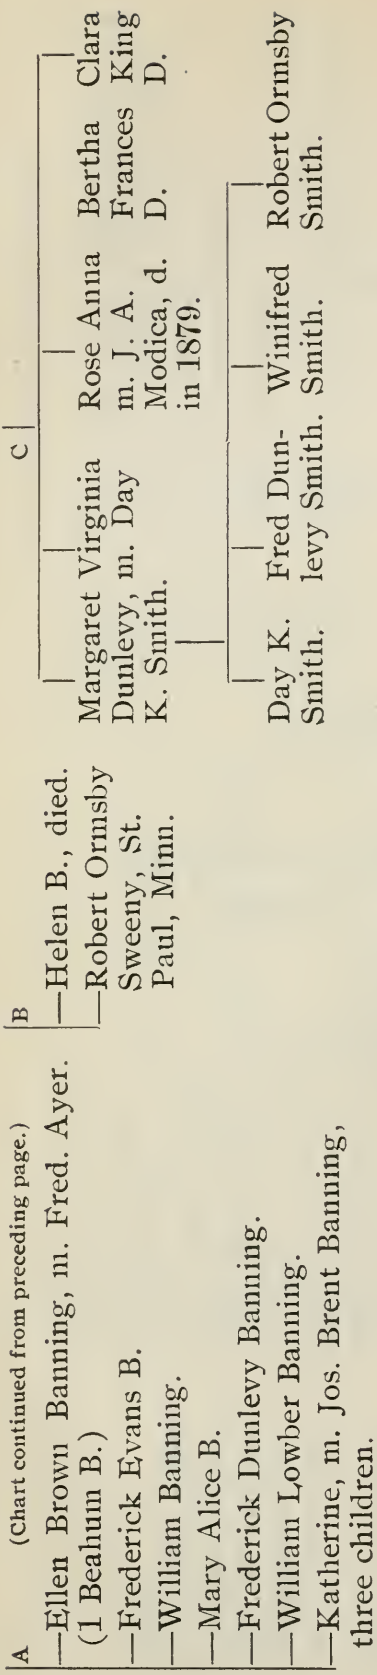 (Chart continued from preceding page.)
A
—Ellen Brown Banning, m. Fred. Ayer.
(1 Beahum B.)
—Frederick Evans B.
—William Banning.
—Mary Alice B.
—Frederick Dunlevy Banning.
—William Lowber Banning.
—Katherine, m. Jos. Brent Banning,
three children.
B
—Helen B., died.
—Robert Ormsby
Sweeny, St.
Paul, Minn.
C
Margaret Virginia
Dunlevy, m. Day
K. Smith.
Rose Anna
m. J. A.
Modica, d.
in 1879.
Bertha
Frances
D.
Clara
King
D.
Day K.
Smith.
Fred Dun-
levy Smith.
Winifred
Smith.
Robert Ormsby
Smith.